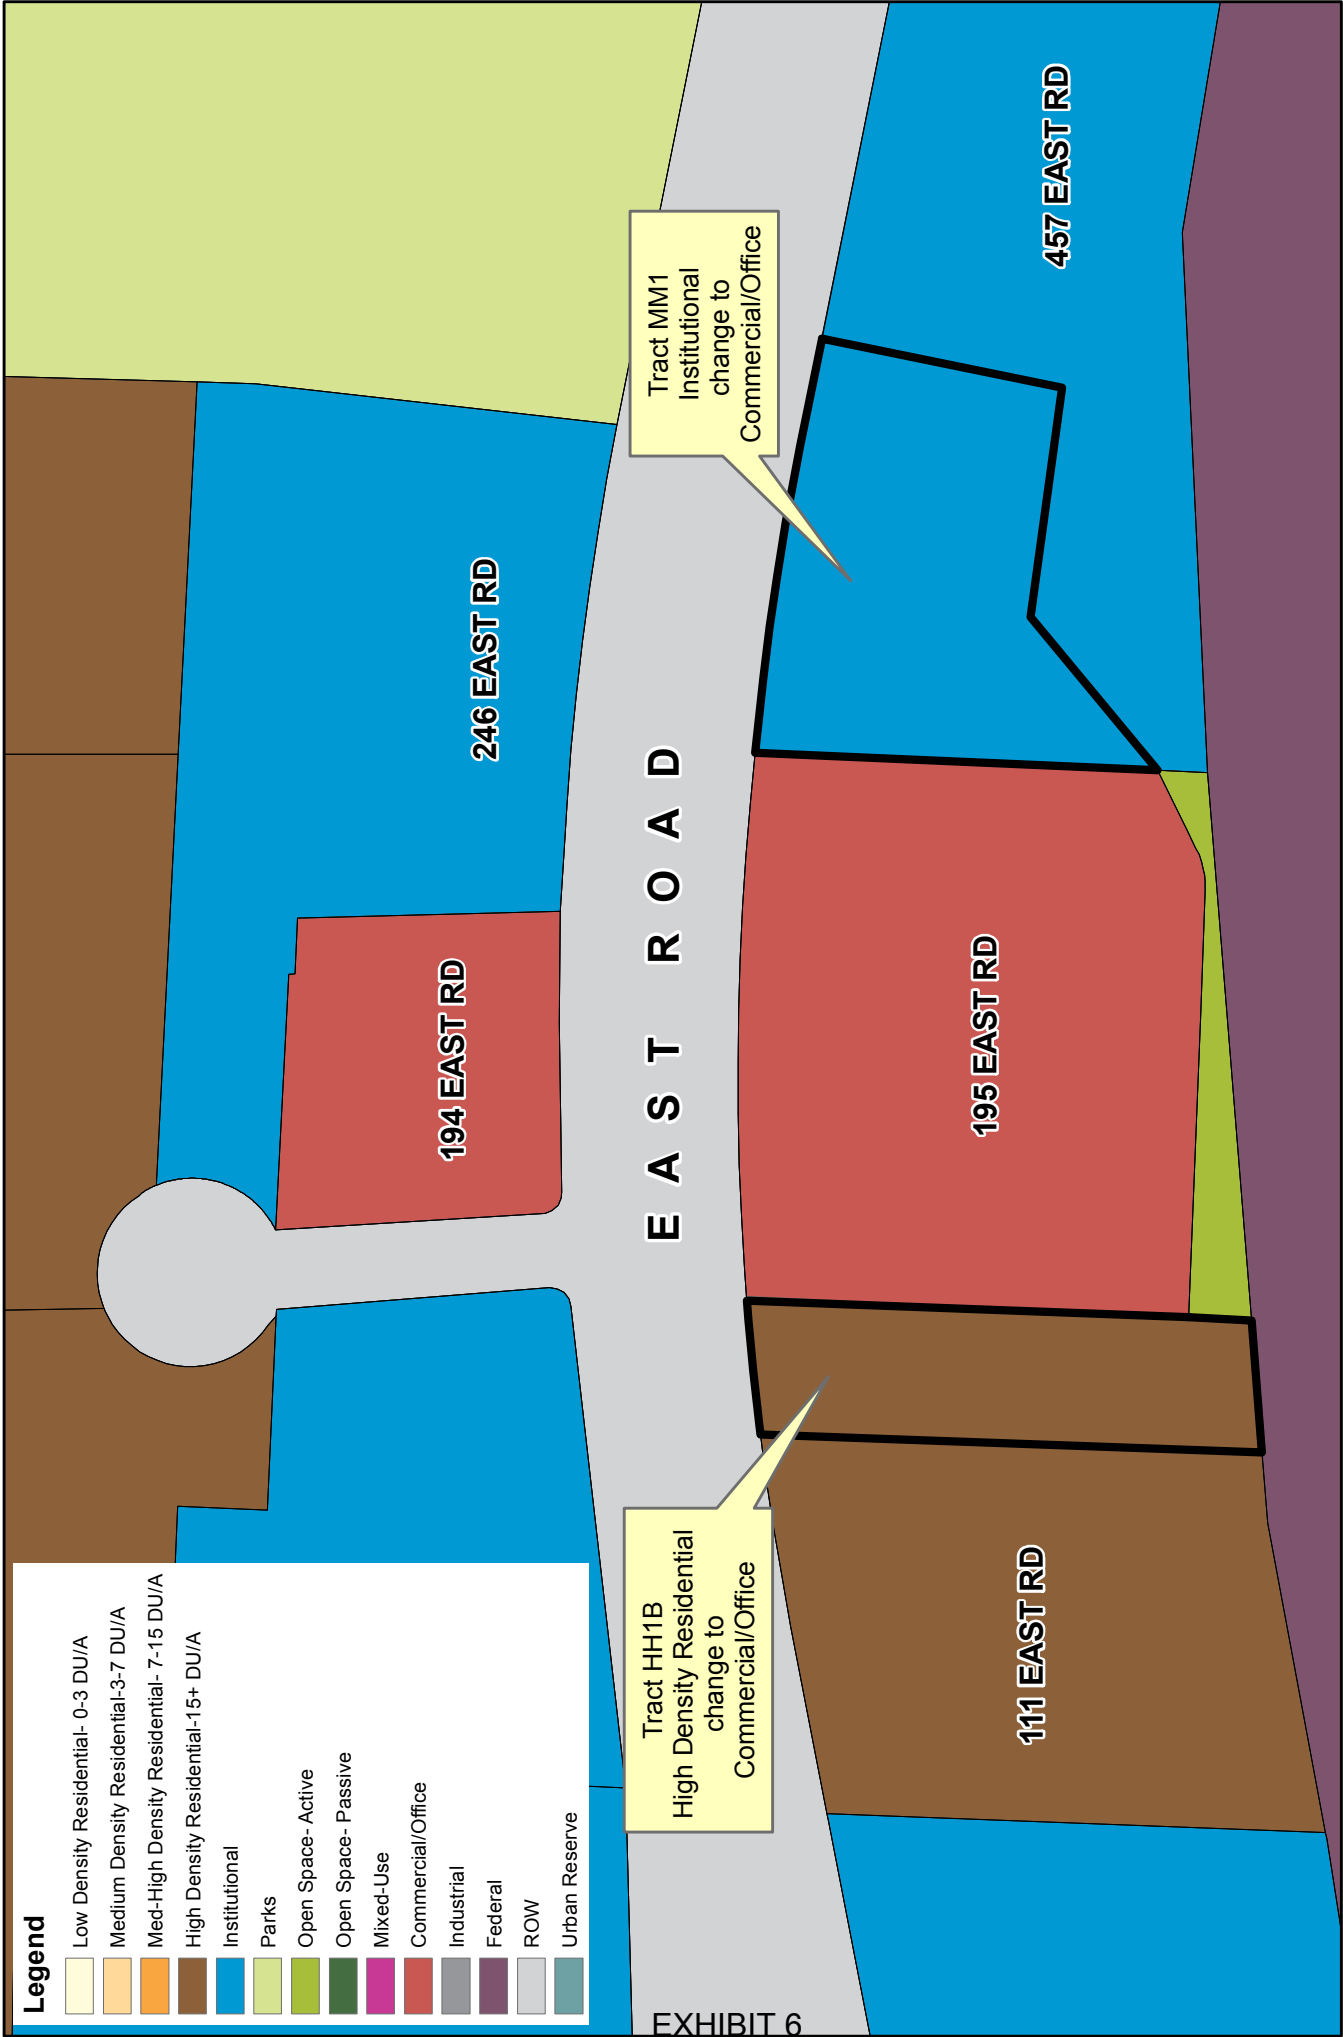 Legend
Low Density Residential- 0-3 DU/A
Medium Density Residential-3-7 DU/A
Med-High Density Residential- 7-15 DU/A
High Density Residential-15+ DU/A
Institutional
Parks
Open Space- Active
Open Space- Passive
Mixed-Use
Commercial/Office
Industrial
Federal
ROW
Urban Reserve
194 EAST RD
246 EAST RD
EAST ROAD
Tract HH1B
High Density Residential
change to
Commercial/Office
Tract MM1
Institutional
change to
Commercial/Office
111 EAST RD
195 EAST RD
457 EAST RD
EXHIBIT 6